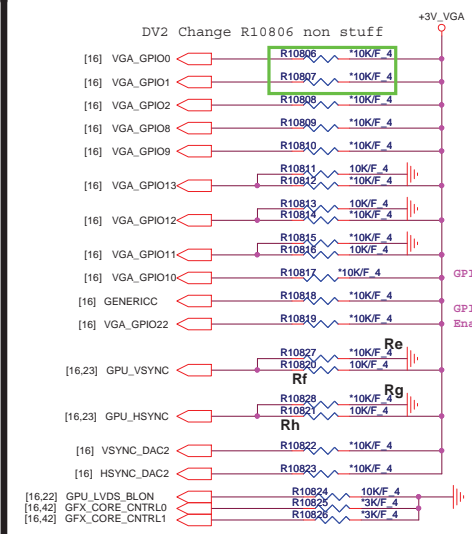 +3V_VGA
DV2 Change R10806 non stuff
[16] VGA_GPIO0 R10806 *10K/F_4
[16] VGA_GPIO1 R10807 *10K/F_4
[16] VGA_GPIO2 R10808 *10K/F_4
[16] VGA_GPIO8 R10809 *10K/F_4
[16] VGA_GPIO9 R10810 *10K/F_4
R10811 10K/F_4
[16] VGA_GPIO13 R10812 *10K/F_4
R10813 10K/F_4
[16] VGA_GPIO12 R10814 *10K/F_4
R10815 *10K/F_4
[16] VGA_GPIO11 R10816 10K/F_4
[16] VGA_GPIO10 R10817 *10K/F_4 GPI
[16] GENERICC R10818 *10K/F_4 GPI
[16] VGA_GPIO22 R10819 *10K/F_4 Ena
R10827 *10K/F_4 Re
[16,23] GPU_VSYNC R10820 10K/F_4
Rf
R10828 *10K/F_4 Rg
[16,23] GPU_HSYNC R10821 10K/F_4
Rh
[16] VSYNC_DAC2 R10822 *10K/F_4
[16] HSYNC_DAC2 R10823 *10K/F_4
[16,22] GPU_LVDS_BLON R10824 10K/F_4
[16,42] GFX_CORE_CNTRL0 R10825 *3K/F_4
[16,42] GFX_CORE_CNTRL1 R10826 *3K/F_4